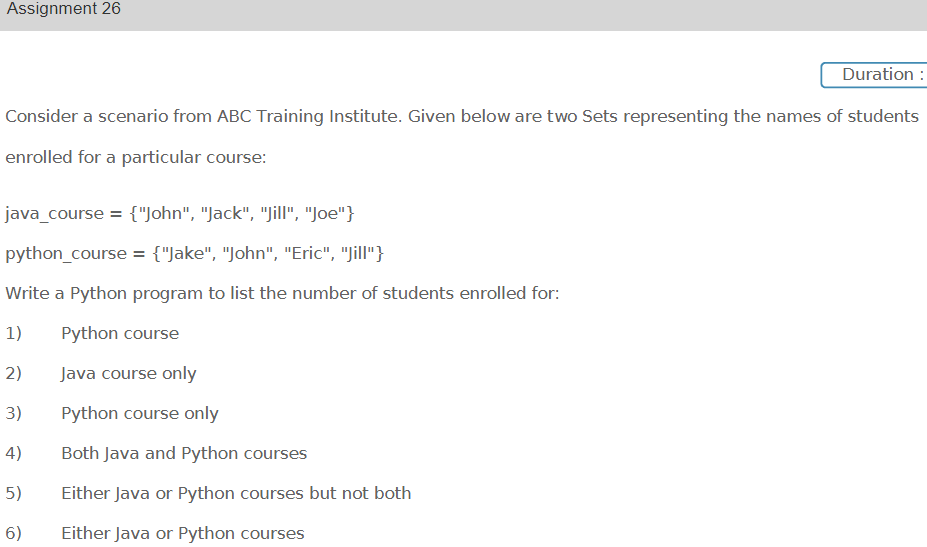 Assignment 26
Duration :
Consider a scenario from ABC Training Institute. Given below are two Sets representing the names of students
enrolled for a particular course:
java_course = {"John", "Jack", "Jill", "Joe"}
python_course = {"Jake", "John", "Eric", "Jill"}
Write a Python program to list the number of students enrolled for:
1) Python course
2) Java course only
3) Python course only
4) Both Java and Python courses
5) Either Java or Python courses but not both
6) Either Java or Python courses